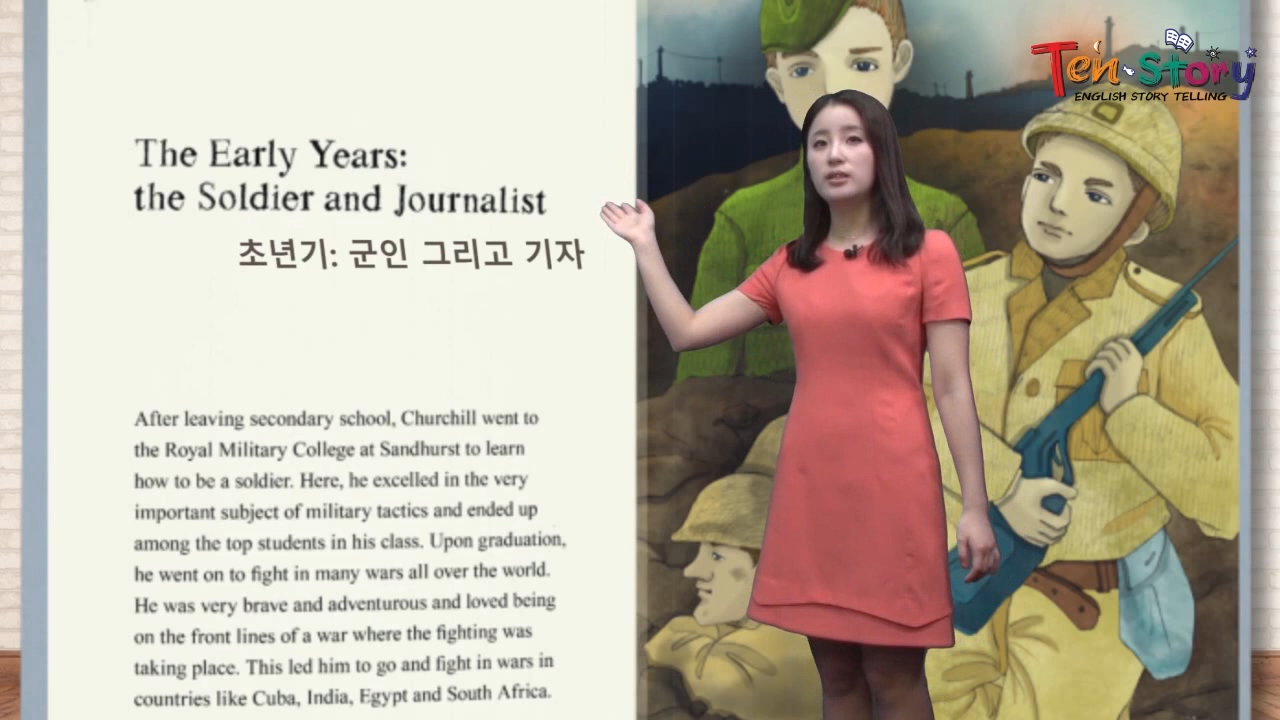 Ten Story
ENGLISH STORY TELLING
The Early Years:
the Soldier and Journalist
초년기: 군인 그리고 기자
After leaving secondary school, Churchill went to
the Royal Military College at Sandhurst to learn
how to be a soldier. Here, he excelled in the very
important subject of military tactics and ended up
among the top students in his class. Upon graduation,
he went on to fight in many wars all over the world.
He was very brave and adventurous and loved being
on the front lines of a war where the fighting was
taking place. This led him to go and fight in wars in
countries like Cuba, India, Egypt and South Africa.